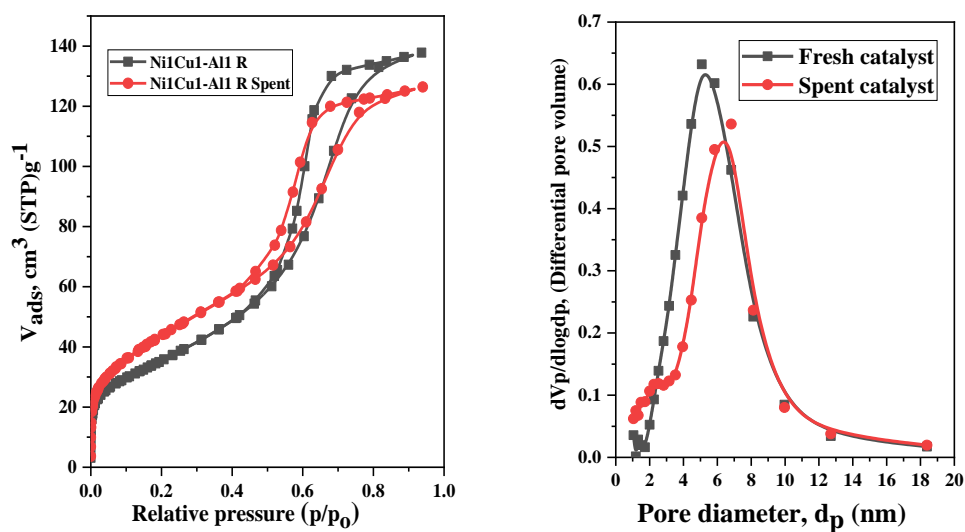 140
120
100
80
60
40
20
0
V_ads, cm³ (STP)g⁻¹
Ni1Cu1-Al1 R
Ni1Cu1-Al1 R Spent
0.0 0.2 0.4 0.6 0.8 1.0
Relative pressure (p/p₀)
0.7
0.6
0.5
0.4
0.3
0.2
0.1
0.0
dVp/dlogdp, (Differential pore volume)
Fresh catalyst
Spent catalyst
0 2 4 6 8 10 12 14 16 18 20
Pore diameter, d_p (nm)